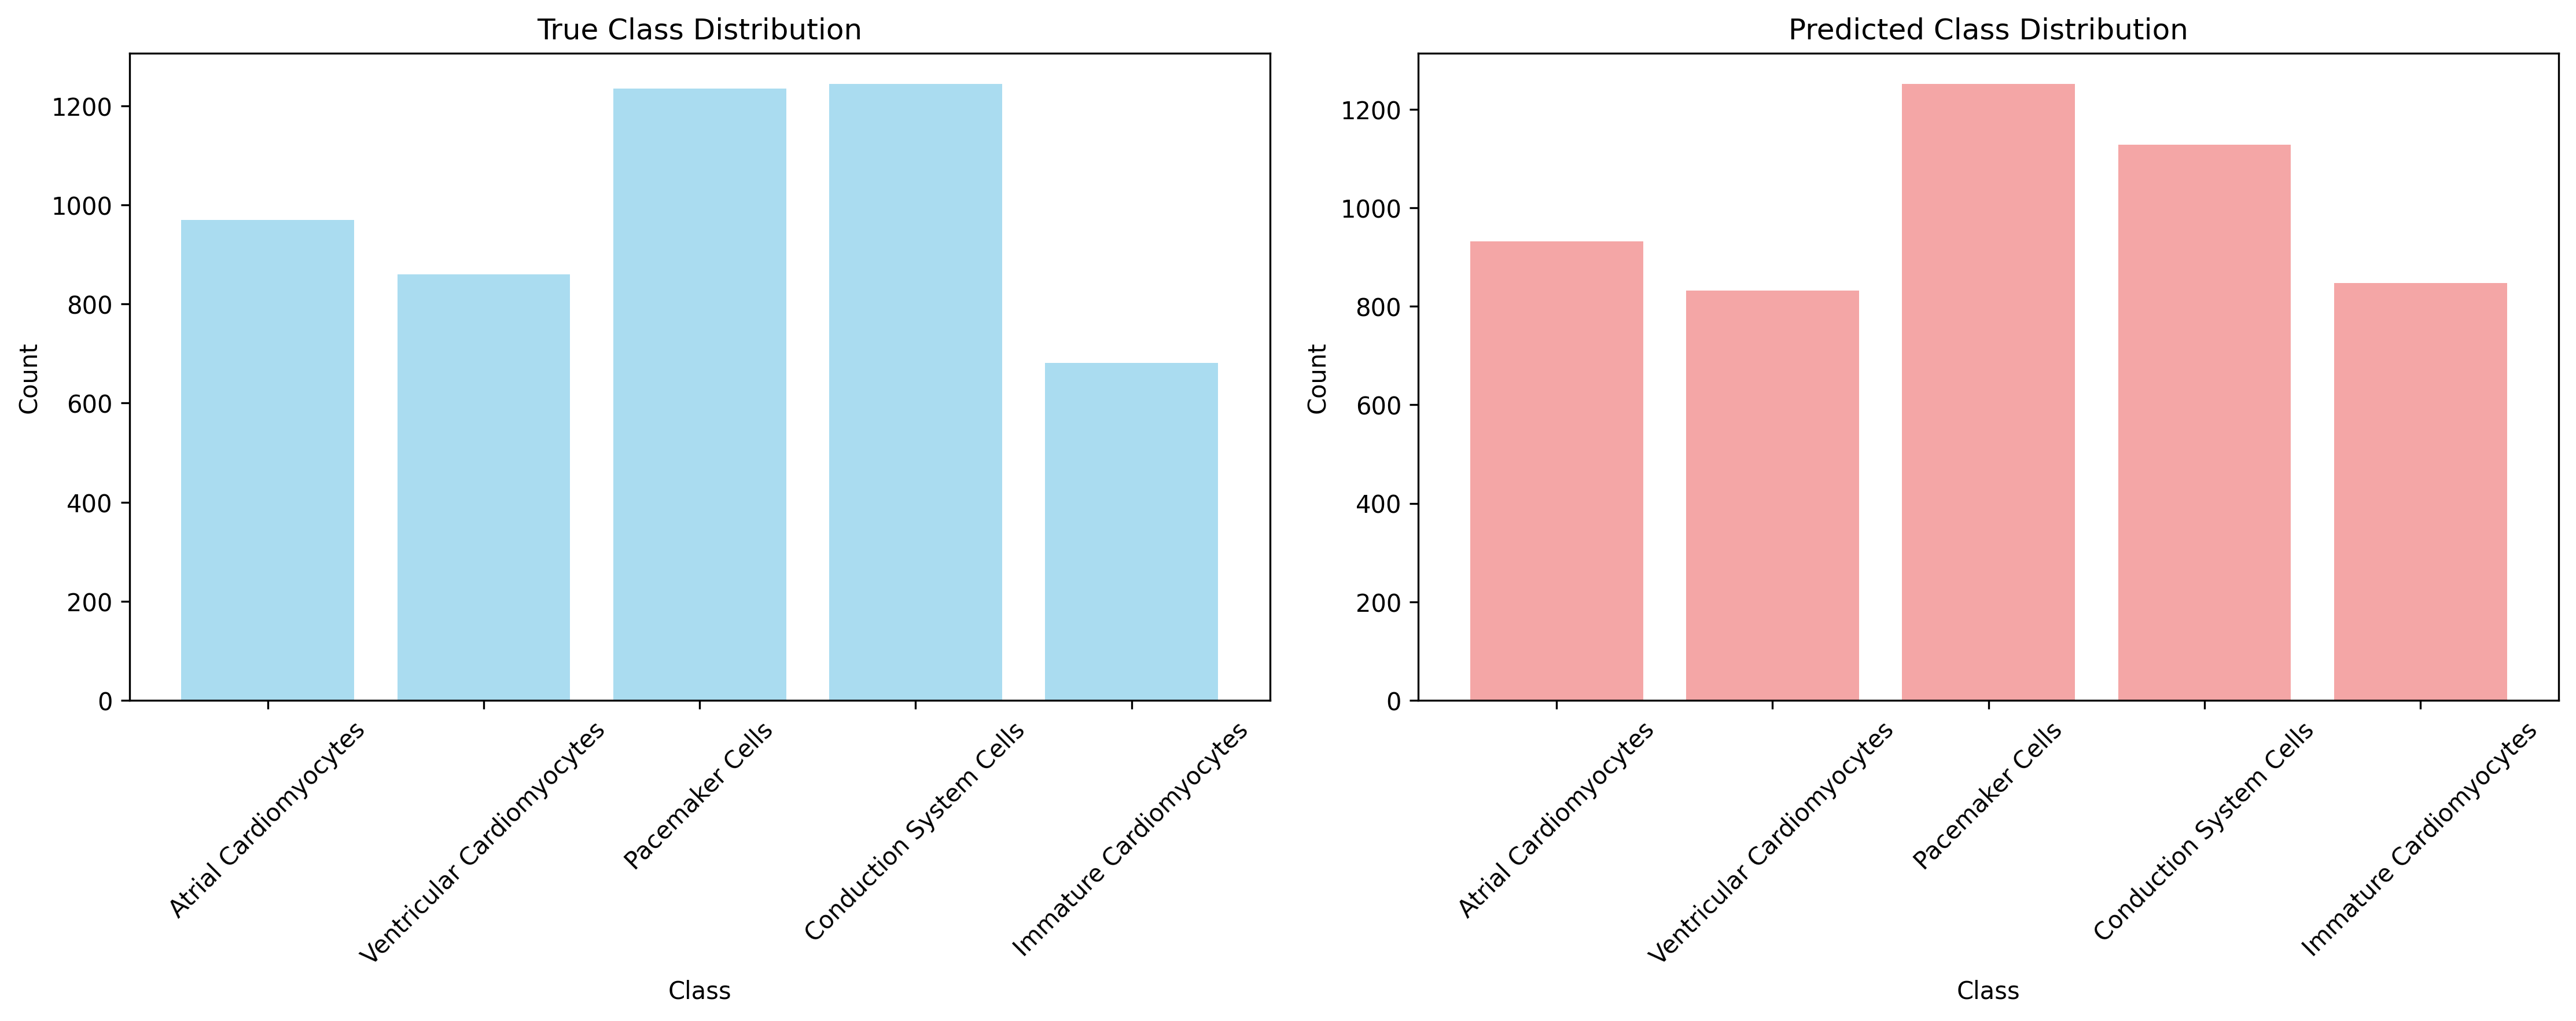 True Class Distribution
Count
1200
1000
800
600
400
200
0
Atrial Cardiomyocytes
Ventricular Cardiomyocytes
Pacemaker Cells
Conduction System Cells
Immature Cardiomyocytes
Class
Predicted Class Distribution
Count
1200
1000
800
600
400
200
0
Atrial Cardiomyocytes
Ventricular Cardiomyocytes
Pacemaker Cells
Conduction System Cells
Immature Cardiomyocytes
Class